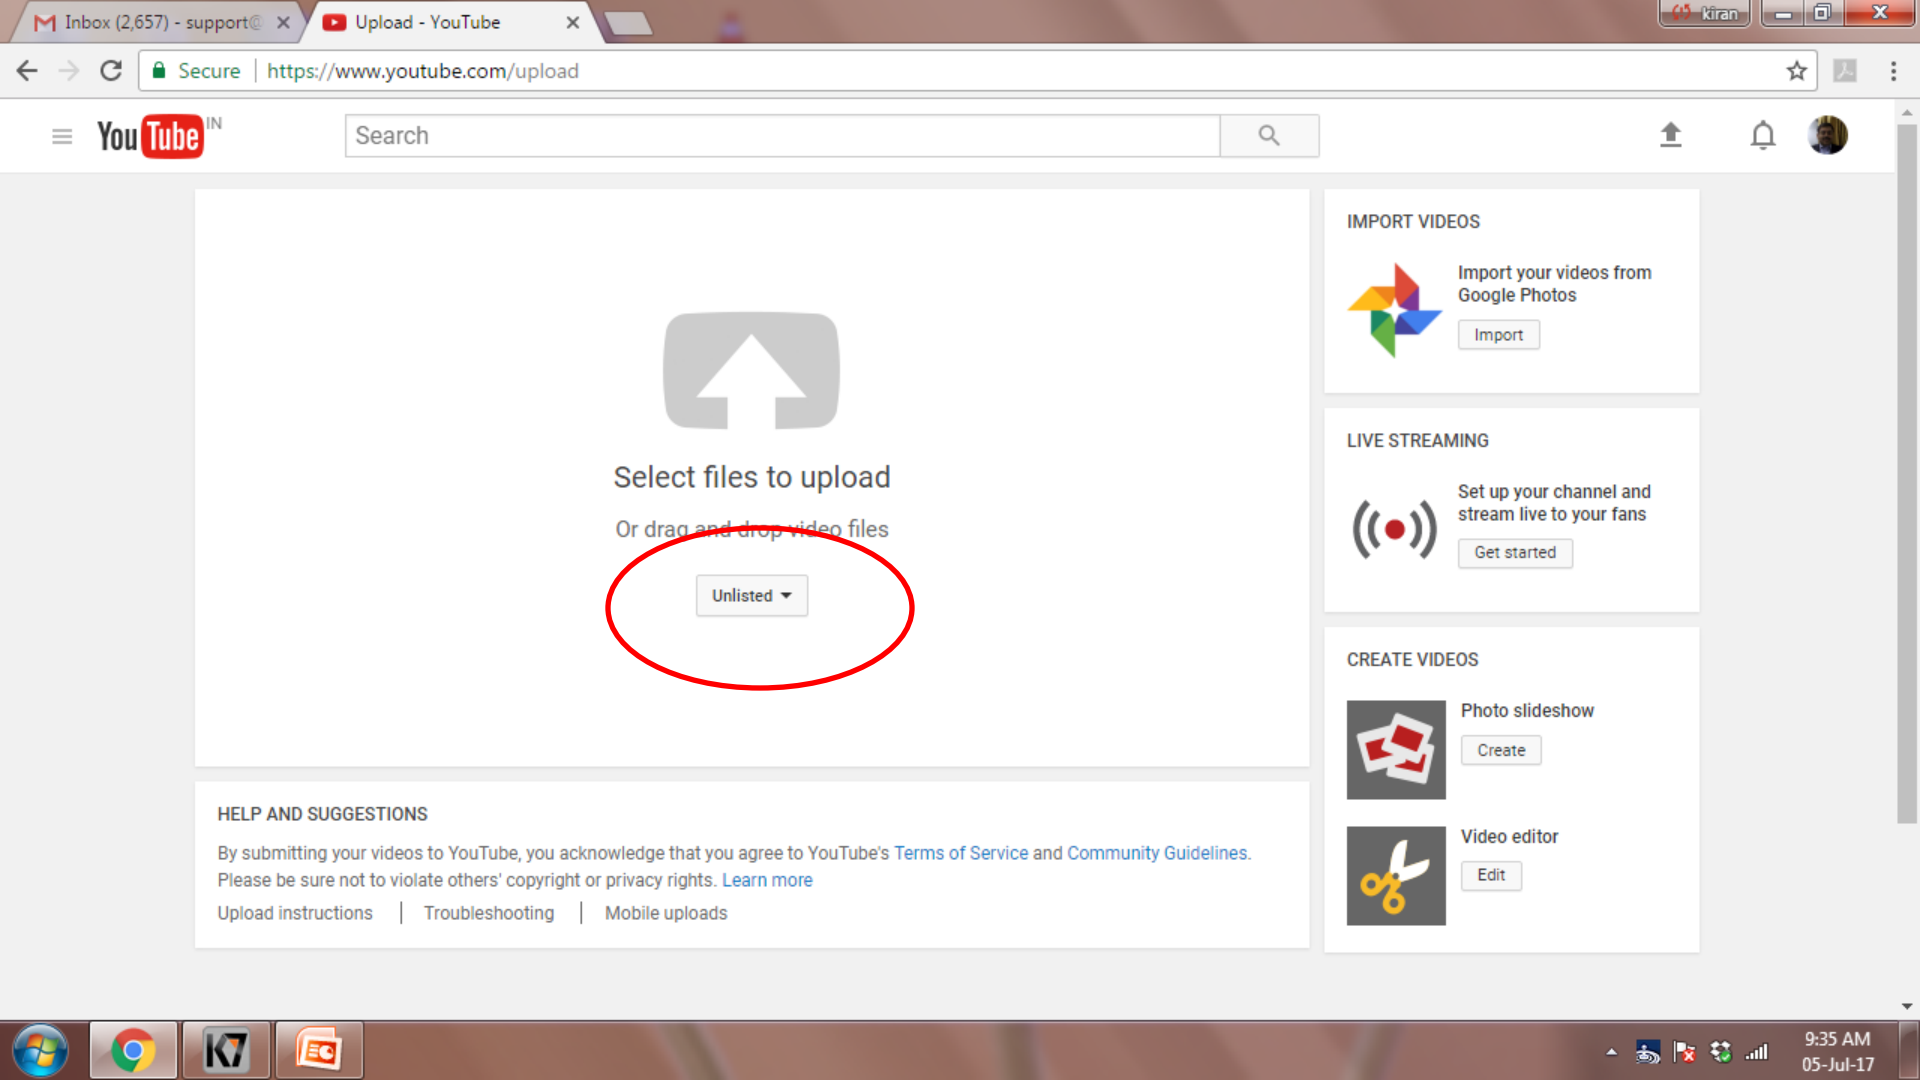 Inbox (2,657) - support@
Upload - YouTube
kiran
Secure
https://www.youtube.com/upload
YouTube IN
Search
Select files to upload
Or drag and drop video files
Unlisted
HELP AND SUGGESTIONS
By submitting your videos to YouTube, you acknowledge that you agree to YouTube's Terms of Service and Community Guidelines.
Please be sure not to violate others' copyright or privacy rights. Learn more
Upload instructions | Troubleshooting | Mobile uploads
IMPORT VIDEOS
Import your videos from
Google Photos
Import
LIVE STREAMING
Set up your channel and
stream live to your fans
Get started
CREATE VIDEOS
Photo slideshow
Create
Video editor
Edit
K7
9:35 AM
05-Jul-17